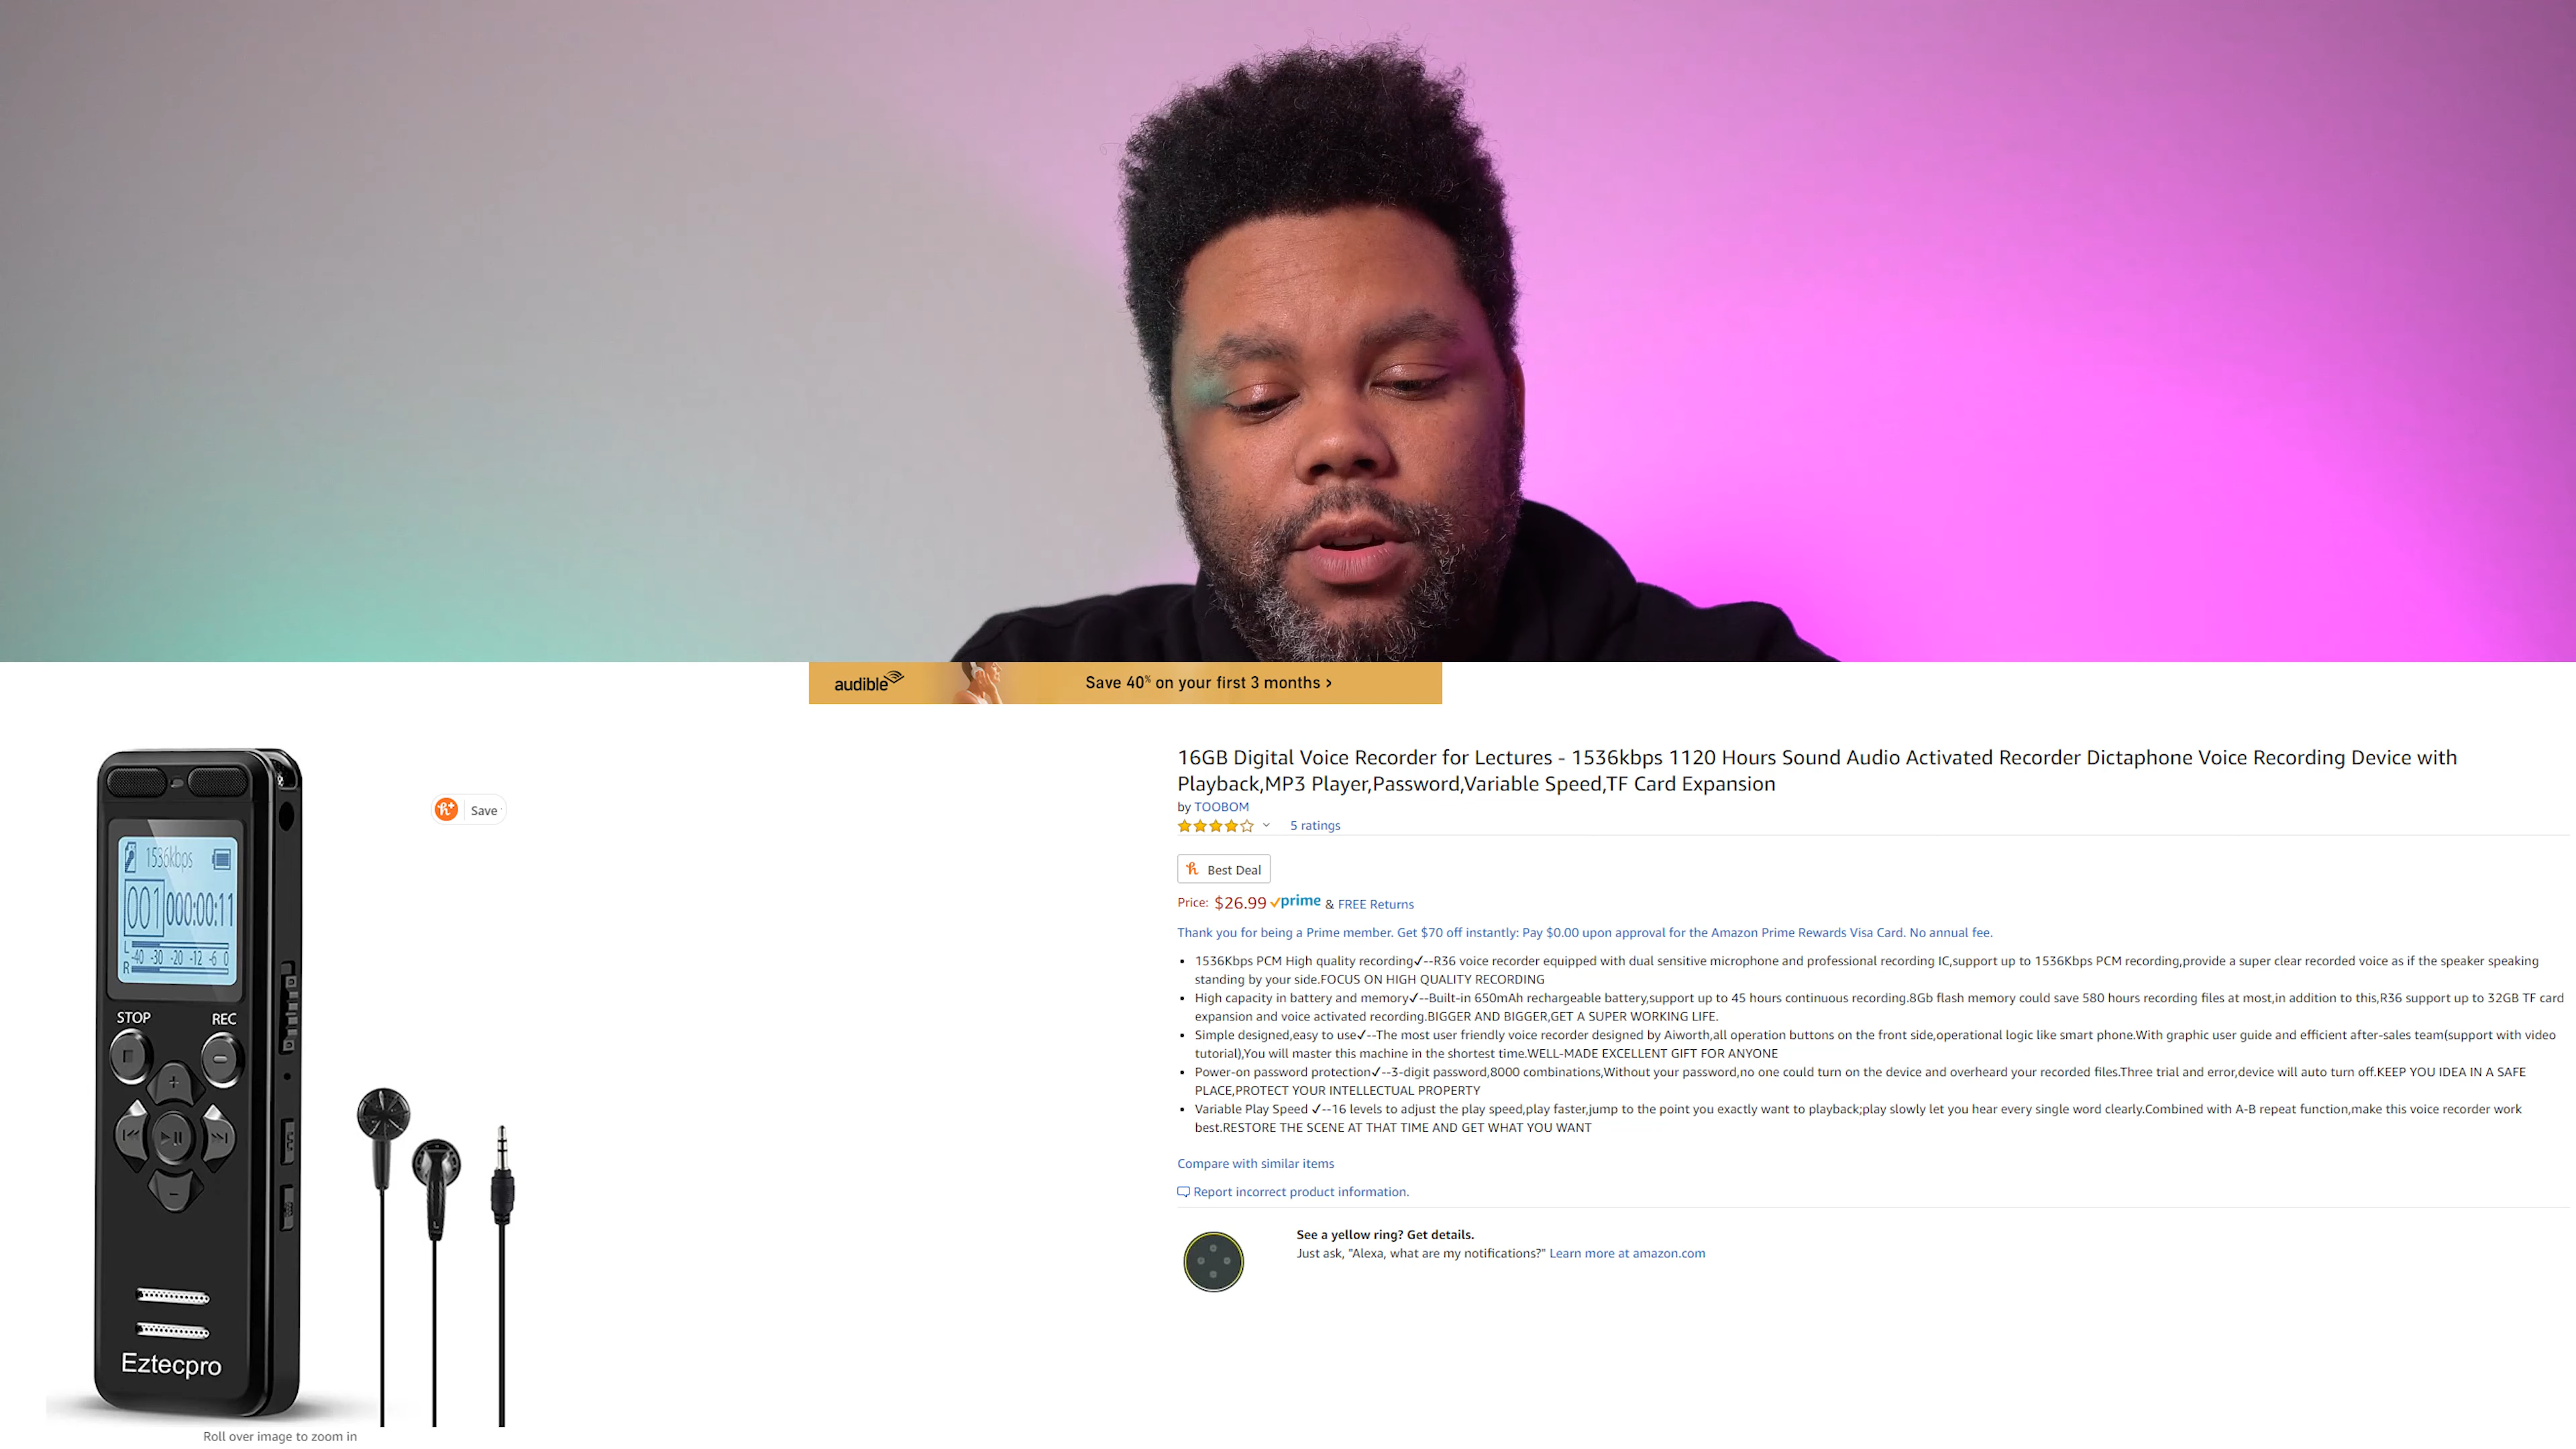 audible
Save 40% on your first 3 months ›
16GB Digital Voice Recorder for Lectures - 1536kbps 1120 Hours Sound Audio Activated Recorder Dictaphone Voice Recording Device with
Playback,MP3 Player,Password,Variable Speed,TF Card Expansion
by TOOBOM
5 ratings
Save
Best Deal
Price: $26.99 prime & FREE Returns
Thank you for being a Prime member. Get $70 off instantly: Pay $0.00 upon approval for the Amazon Prime Rewards Visa Card. No annual fee.
• 1536Kbps PCM High quality recording✓--R36 voice recorder equipped with dual sensitive microphone and professional recording IC,support up to 1536Kbps PCM recording,provide a super clear recorded voice as if the speaker speaking
standing by your side.FOCUS ON HIGH QUALITY RECORDING
• High capacity in battery and memory✓--Built-in 650mAh rechargeable battery,support up to 45 hours continuous recording.8Gb flash memory could save 580 hours recording files at most,in addition to this,R36 support up to 32GB TF card
expansion and voice activated recording.BIGGER AND BIGGER,GET A SUPER WORKING LIFE.
• Simple designed,easy to use✓--The most user friendly voice recorder designed by Aiworth,all operation buttons on the front side,operational logic like smart phone.With graphic user guide and efficient after-sales team(support with video
tutorial),You will master this machine in the shortest time.WELL-MADE EXCELLENT GIFT FOR ANYONE
• Power-on password protection✓--3-digit password,8000 combinations,Without your password,no one could turn on the device and overheard your recorded files.Three trial and error,device will auto turn off.KEEP YOU IDEA IN A SAFE
PLACE,PROTECT YOUR INTELLECTUAL PROPERTY
• Variable Play Speed ✓--16 levels to adjust the play speed,play faster,jump to the point you exactly want to playback;play slowly let you hear every single word clearly.Combined with A-B repeat function,make this voice recorder work
best.RESTORE THE SCENE AT THAT TIME AND GET WHAT YOU WANT
Compare with similar items
Report incorrect product information.
See a yellow ring? Get details.
Just ask, "Alexa, what are my notifications?" Learn more at amazon.com
1536kbps
001 000:00:11
L
-40 -30 -20 -12 -6 0
R
STOP REC
Eztecpro
L
Roll over image to zoom in